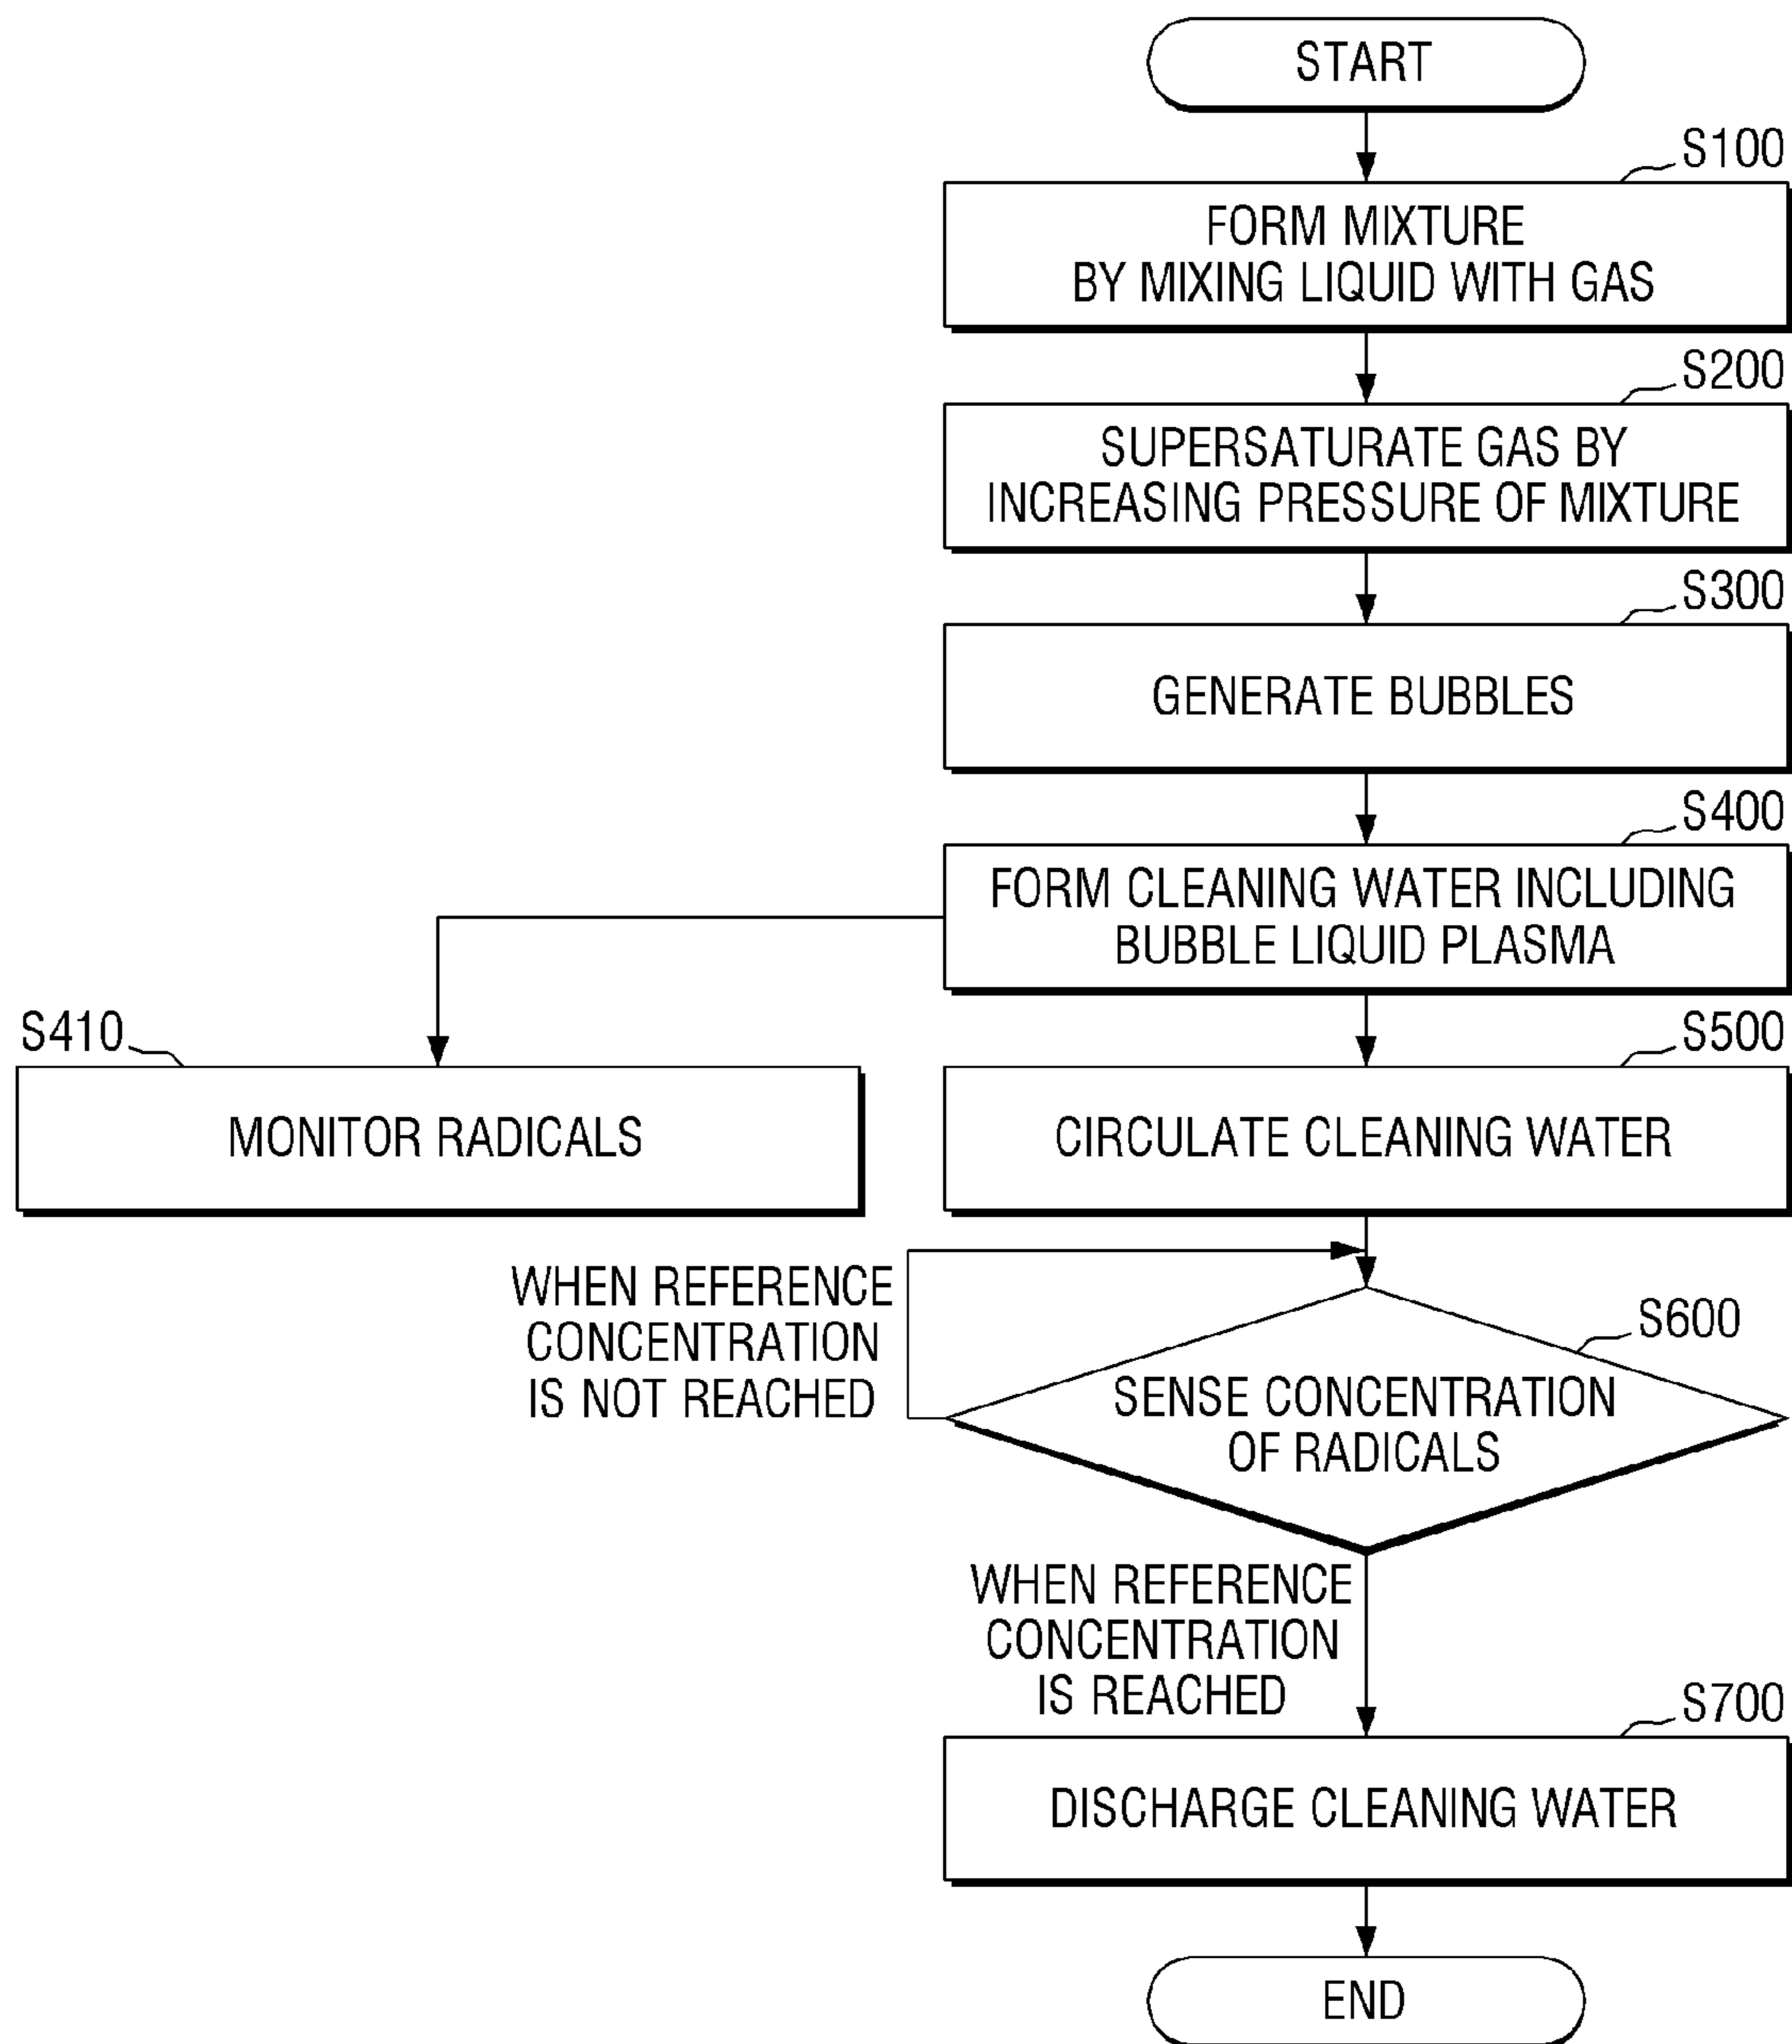 START
S100
FORM MIXTURE
BY MIXING LIQUID WITH GAS
S200
SUPERSATURATE GAS BY
INCREASING PRESSURE OF MIXTURE
S300
GENERATE BUBBLES
S400
FORM CLEANING WATER INCLUDING
BUBBLE LIQUID PLASMA
S410
MONITOR RADICALS
S500
CIRCULATE CLEANING WATER
WHEN REFERENCE
CONCENTRATION
IS NOT REACHED
S600
SENSE CONCENTRATION
OF RADICALS
WHEN REFERENCE
CONCENTRATION
IS REACHED
S700
DISCHARGE CLEANING WATER
END